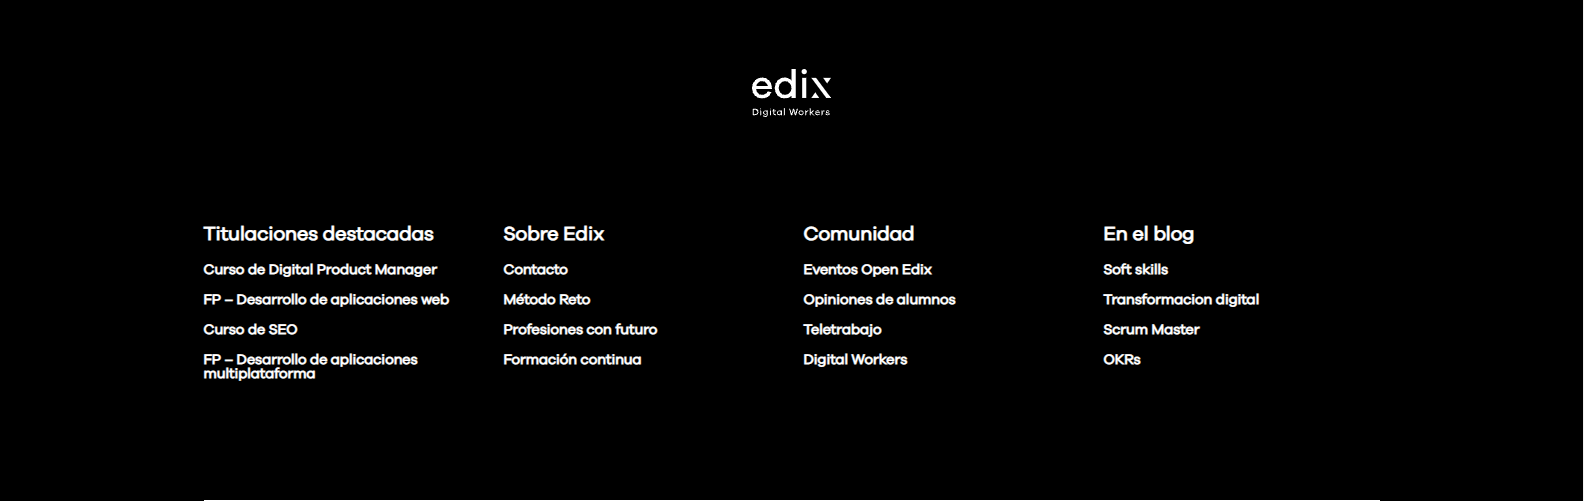 edix
Digital Workers
Titulaciones destacadas
Curso de Digital Product Manager
FP – Desarrollo de aplicaciones web
Curso de SEO
FP – Desarrollo de aplicaciones
multiplataforma
Sobre Edix
Contacto
Método Reto
Profesiones con futuro
Formación continua
Comunidad
Eventos Open Edix
Opiniones de alumnos
Teletrabajo
Digital Workers
En el blog
Soft skills
Transformacion digital
Scrum Master
OKRs